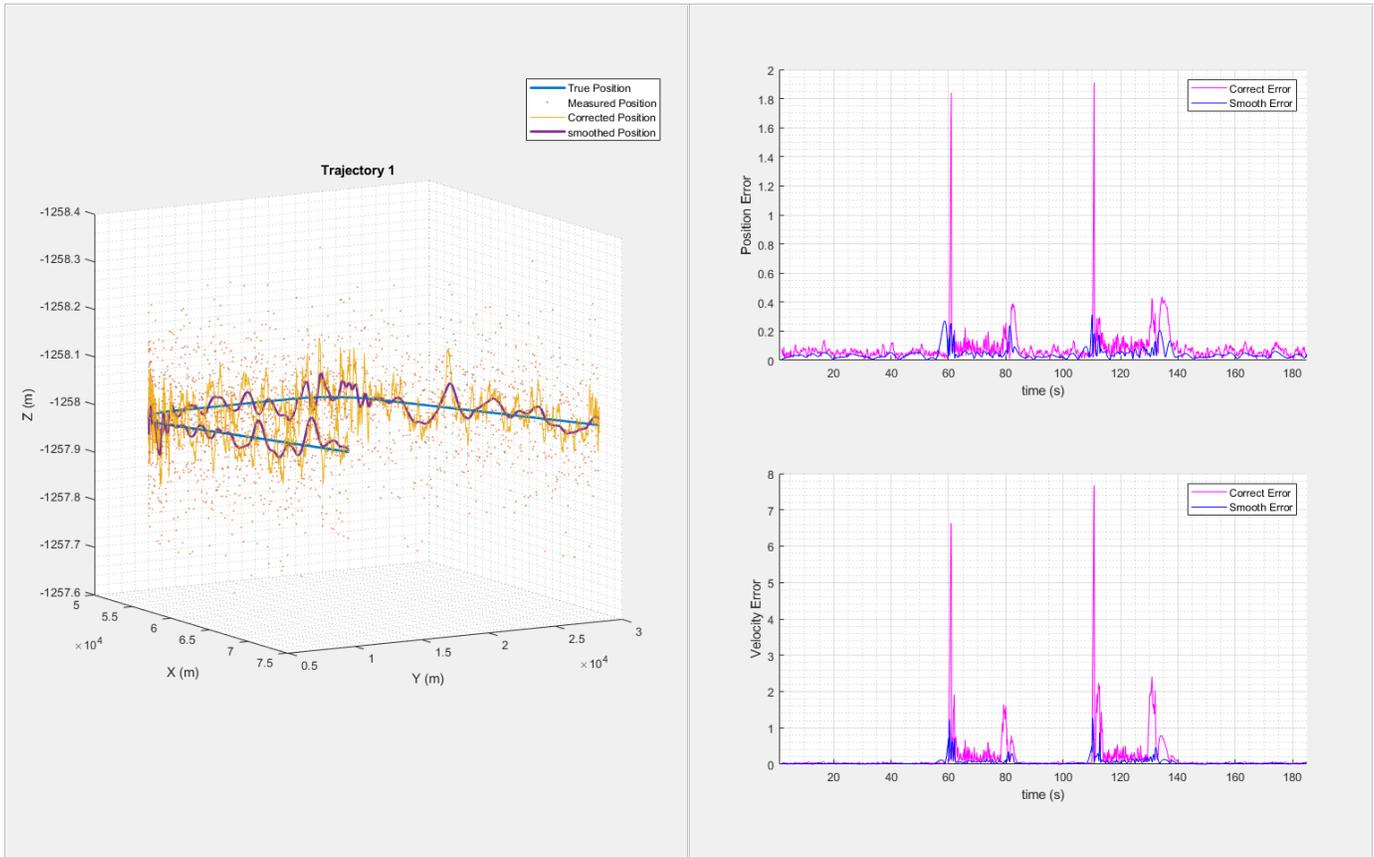 True Position
Measured Position
Corrected Position
smoothed Position
Trajectory 1
-1258.4
-1258.3
-1258.2
-1258.1
-1258
-1257.9
-1257.8
-1257.7
-1257.6
Z (m)
5
5.5
6
6.5
7
7.5
×10⁴
X (m)
0.5
1
1.5
2
2.5
3
×10⁴
Y (m)
2
1.8
1.6
1.4
1.2
1
0.8
0.6
0.4
0.2
0
Position Error
Correct Error
Smooth Error
20 40 60 80 100 120 140 160 180
time (s)
8
7
6
5
4
3
2
1
0
Velocity Error
Correct Error
Smooth Error
20 40 60 80 100 120 140 160 180
time (s)